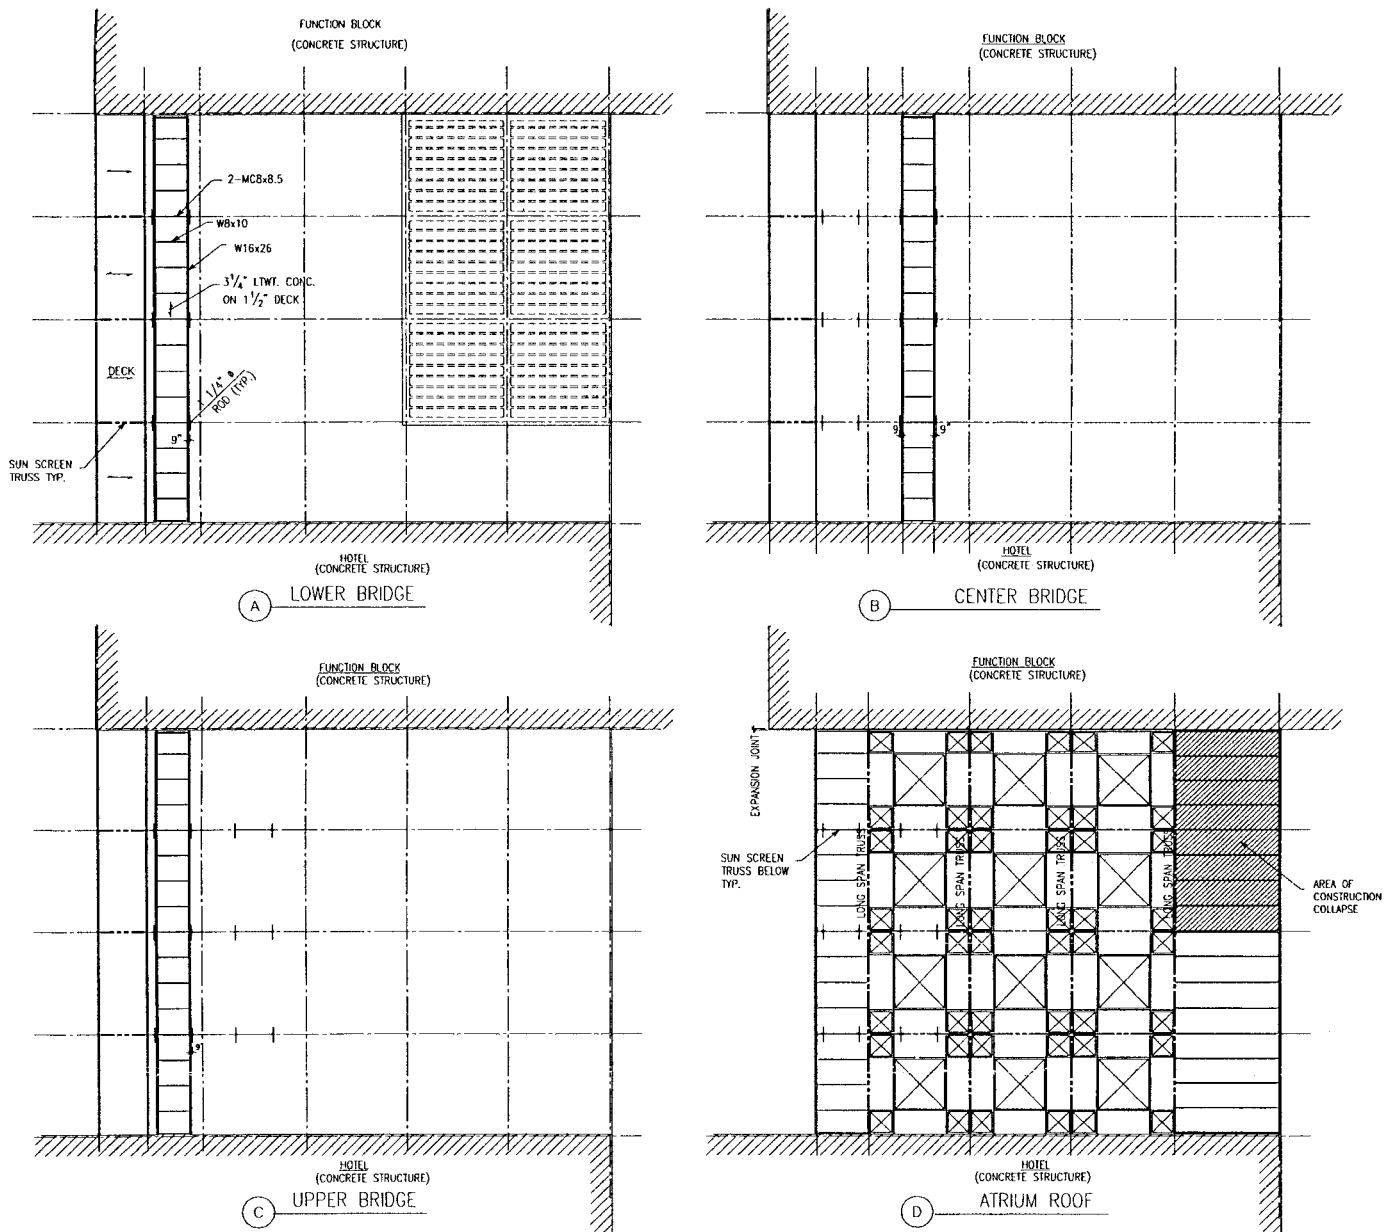 FUNCTION BLOCK
(CONCRETE STRUCTURE)
2-MC8x8.5
W8x10
W16x26
3 1/4" LTWT. CONC.
ON 1 1/2" DECK
DECK
1 1/4" ø
ROD (TYP.)
9"
SUN SCREEN
TRUSS TYP.
HOTEL
(CONCRETE STRUCTURE)
A LOWER BRIDGE
FUNCTION BLOCK
(CONCRETE STRUCTURE)
9"
9"
HOTEL
(CONCRETE STRUCTURE)
B CENTER BRIDGE
FUNCTION BLOCK
(CONCRETE STRUCTURE)
9"
HOTEL
(CONCRETE STRUCTURE)
C UPPER BRIDGE
FUNCTION BLOCK
(CONCRETE STRUCTURE)
EXPANSION JOINT
SUN SCREEN
TRUSS BELOW
TYP.
LONG SPAN TRUSS
LONG SPAN TRUSS
LONG SPAN TRUSS
LONG SPAN TRUSS
AREA OF
CONSTRUCTION
COLLAPSE
HOTEL
(CONCRETE STRUCTURE)
D ATRIUM ROOF